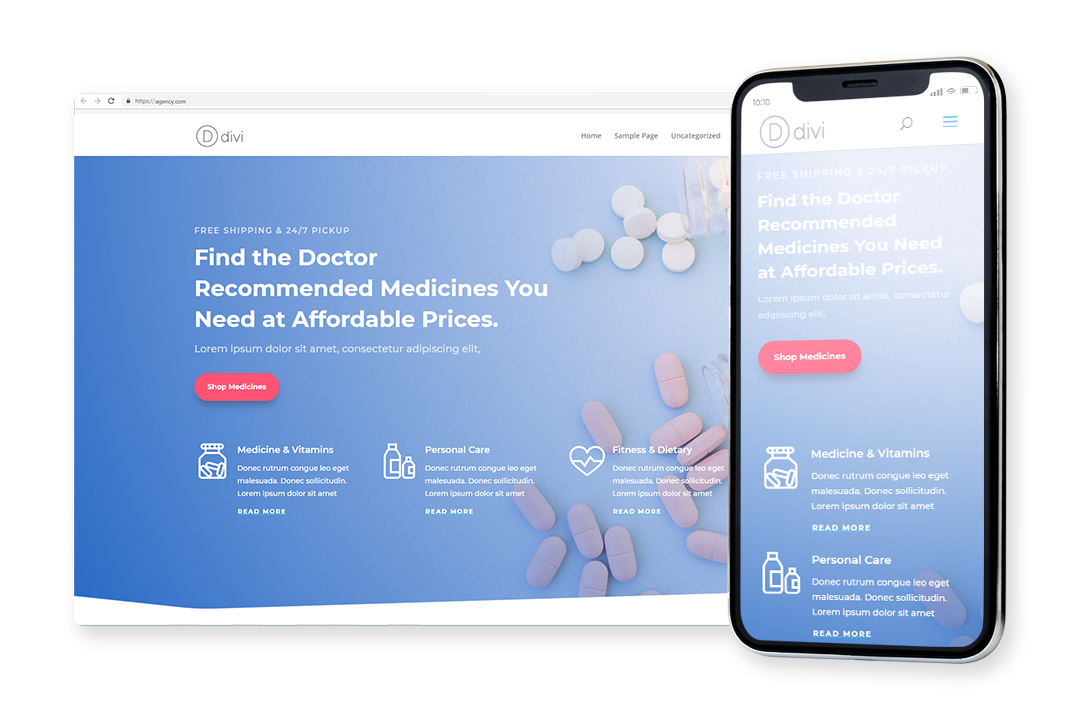 https://agency.com
D divi
Home Sample Page Uncategorized
FREE SHIPPING & 24/7 PICKUP
Find the Doctor
Recommended Medicines You
Need at Affordable Prices.
Lorem ipsum dolor sit amet, consectetur adipiscing elit,
Shop Medicines
Medicine & Vitamins
Donec rutrum congue leo eget
malesuada. Donec sollicitudin.
Lorem ipsum dolor sit amet
READ MORE
Personal Care
Donec rutrum congue leo eget
malesuada. Donec sollicitudin.
Lorem ipsum dolor sit amet
READ MORE
Fitness & Dietary
Donec rutrum congue leo eget
malesuada. Donec sollicitudin.
Lorem ipsum dolor sit amet
READ MORE
10:10
D divi
FREE SHIPPING & 24/7 PICKUP
Find the Doctor
Recommended
Medicines You Need
at Affordable Prices.
Lorem ipsum dolor sit amet, consectetur
adipiscing elit,
Shop Medicines
Medicine & Vitamins
Donec rutrum congue leo eget
malesuada. Donec sollicitudin.
Lorem ipsum dolor sit amet
READ MORE
Personal Care
Donec rutrum congue leo eget
malesuada. Donec sollicitudin.
Lorem ipsum dolor sit amet
READ MORE